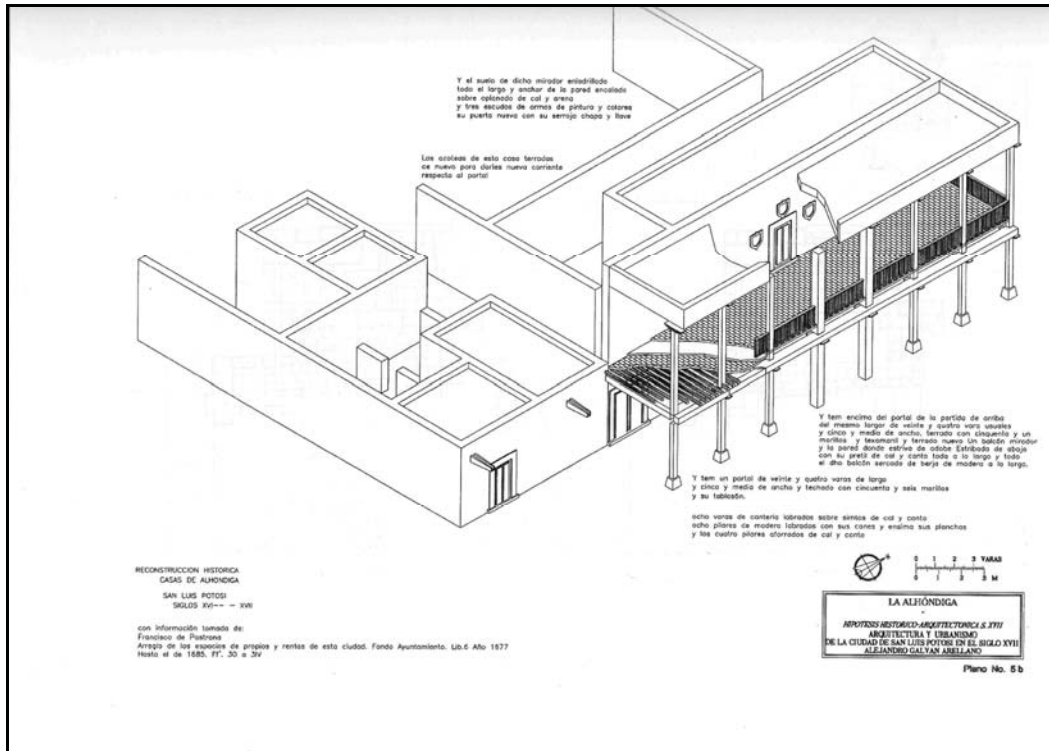 Y el suelo de dicho mirador enladrillado
todo el largo y anchor de la pared encalada
sobre aplanado de cal y arena
y tres escudos de armas de pintura y colores
su puerta nueva con su serroja chapa y llave
Las azoteas de esta casa terradas
de nuevo para darles nueva corriente
respecto al portal
Y tem encima del portal de la partida de arriba
del mesmo largor de veinte y quatro vara usuales
y cinco y media de ancho, terrado con cinquenta y un
morillos y texamanil y terrado nuevo Un balcón mirador
y la pared donde estriva de adobe Estribada de abajo
con su pretil de cal y canto toda a la largo y todo
el dho balcón sercado de berja de madera a la largo.
Y tem un portal de veinte y quatro varas de largo
y cinco y media de ancho y techado con cincuenta y seis morillos
y su tablasón.
ocho varas de canteria labrados sobre simtos de cal y canto
ocho pilares de madera labrados con sus canes y ensima sus planchas
y los cuatro pilares aforrados de cal y canto
RECONSTRUCCION HISTORICA
CASAS DE ALHONDIGA
SAN LUIS POTOSI
SIGLOS XVI-- — XVII
con información tomada de:
Francisco de Pastrana
Arreglo de los espacios de propios y rentas de esta ciudad. Fondo Ayuntamiento. Lib.6 Año 1677
Hasta el de 1685. Ff°. 30 a 31V
0 1 2 3 VARAS
0 1 2 3 M
LA ALHÓNDIGA
HIPOTESIS HISTORICO-ARQUITECTONICA S. XVII
ARQUITECTURA Y URBANISMO
DE LA CIUDAD DE SAN LUIS POTOSI EN EL SIGLO XVII
ALEJANDRO GALVAN ARELLANO
Plano No. 5 b